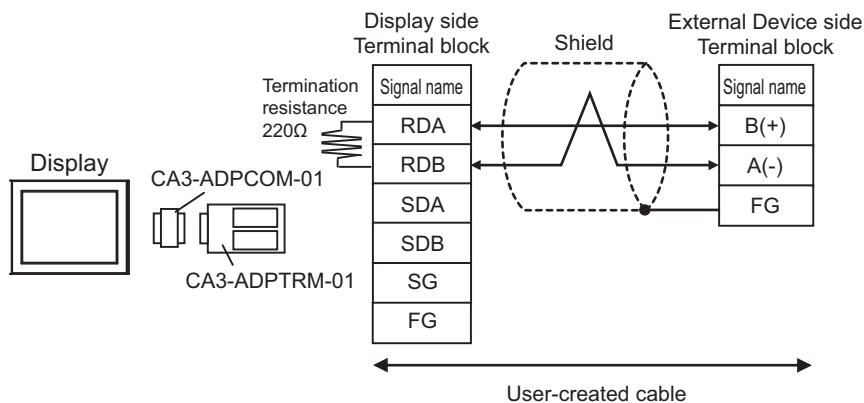 Display side
Terminal block
Shield
External Device side
Terminal block
Termination
resistance
220Ω
Signal name
RDA
RDB
SDA
SDB
SG
FG
Signal name
B(+)
A(-)
FG
Display
CA3-ADPCOM-01
CA3-ADPTRM-01
User-created cable